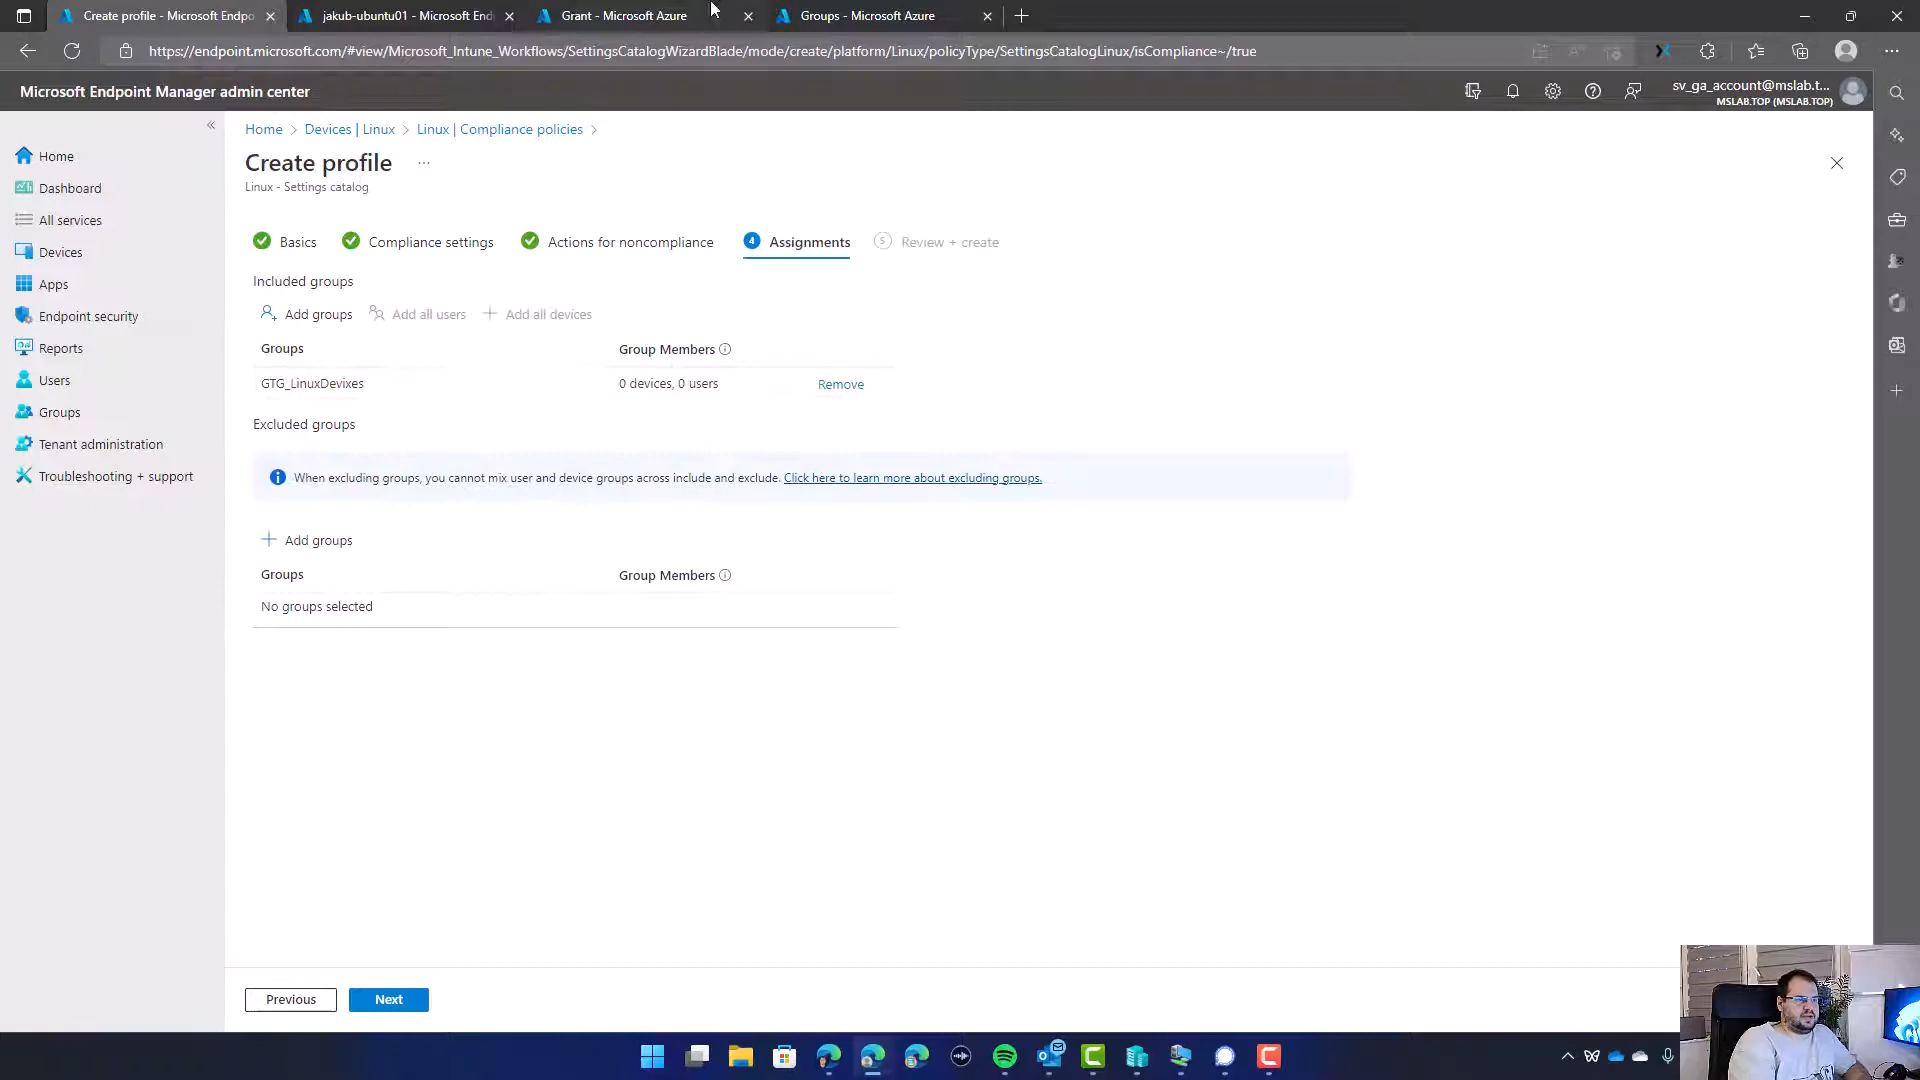 Create profile - Microsoft Endpo
jakub-ubuntu01 - Microsoft End
Grant - Microsoft Azure
Groups - Microsoft Azure
https://endpoint.microsoft.com/#view/Microsoft_Intune_Workflows/SettingsCatalogWizardBlade/mode/create/platform/Linux/policyType/SettingsCatalogLinux/isCompliance~/true
Microsoft Endpoint Manager admin center
sv_ga_account@mslab.t...
MSLAB.TOP (MSLAB.TOP)
Home
Dashboard
All services
Devices
Apps
Endpoint security
Reports
Users
Groups
Tenant administration
Troubleshooting + support
Home > Devices | Linux > Linux | Compliance policies >
Create profile ...
Linux - Settings catalog
Basics
Compliance settings
Actions for noncompliance
4 Assignments
5 Review + create
Included groups
Add groups
Add all users
Add all devices
Groups
Group Members
GTG_LinuxDevixes
0 devices, 0 users
Remove
Excluded groups
When excluding groups, you cannot mix user and device groups across include and exclude. Click here to learn more about excluding groups.
Add groups
Groups
Group Members
No groups selected
Previous
Next